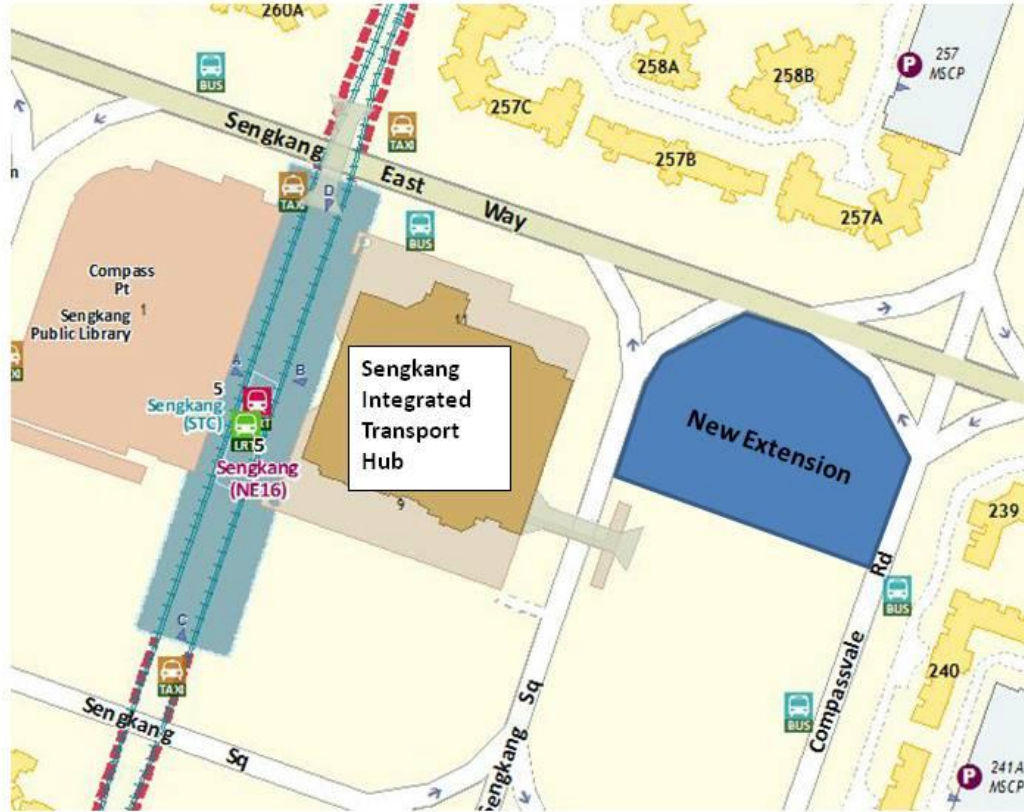 260A
BUS
Sengkang
East
Way
TAXI
TAXI
D
BUS
257C
258A
258B
257
MSCP
P
257B
257A
Compass
Pt
Sengkang
Public Library
1
11
A
B
5
Sengkang
(STC)
LRT
5
Sengkang
(NE16)
Sengkang
Integrated
Transport
Hub
9
New Extension
239
C
TAXI
Sengkang
Sq
Sengkang Sq
Compassvale Rd
BUS
BUS
240
P
241A
MSCP